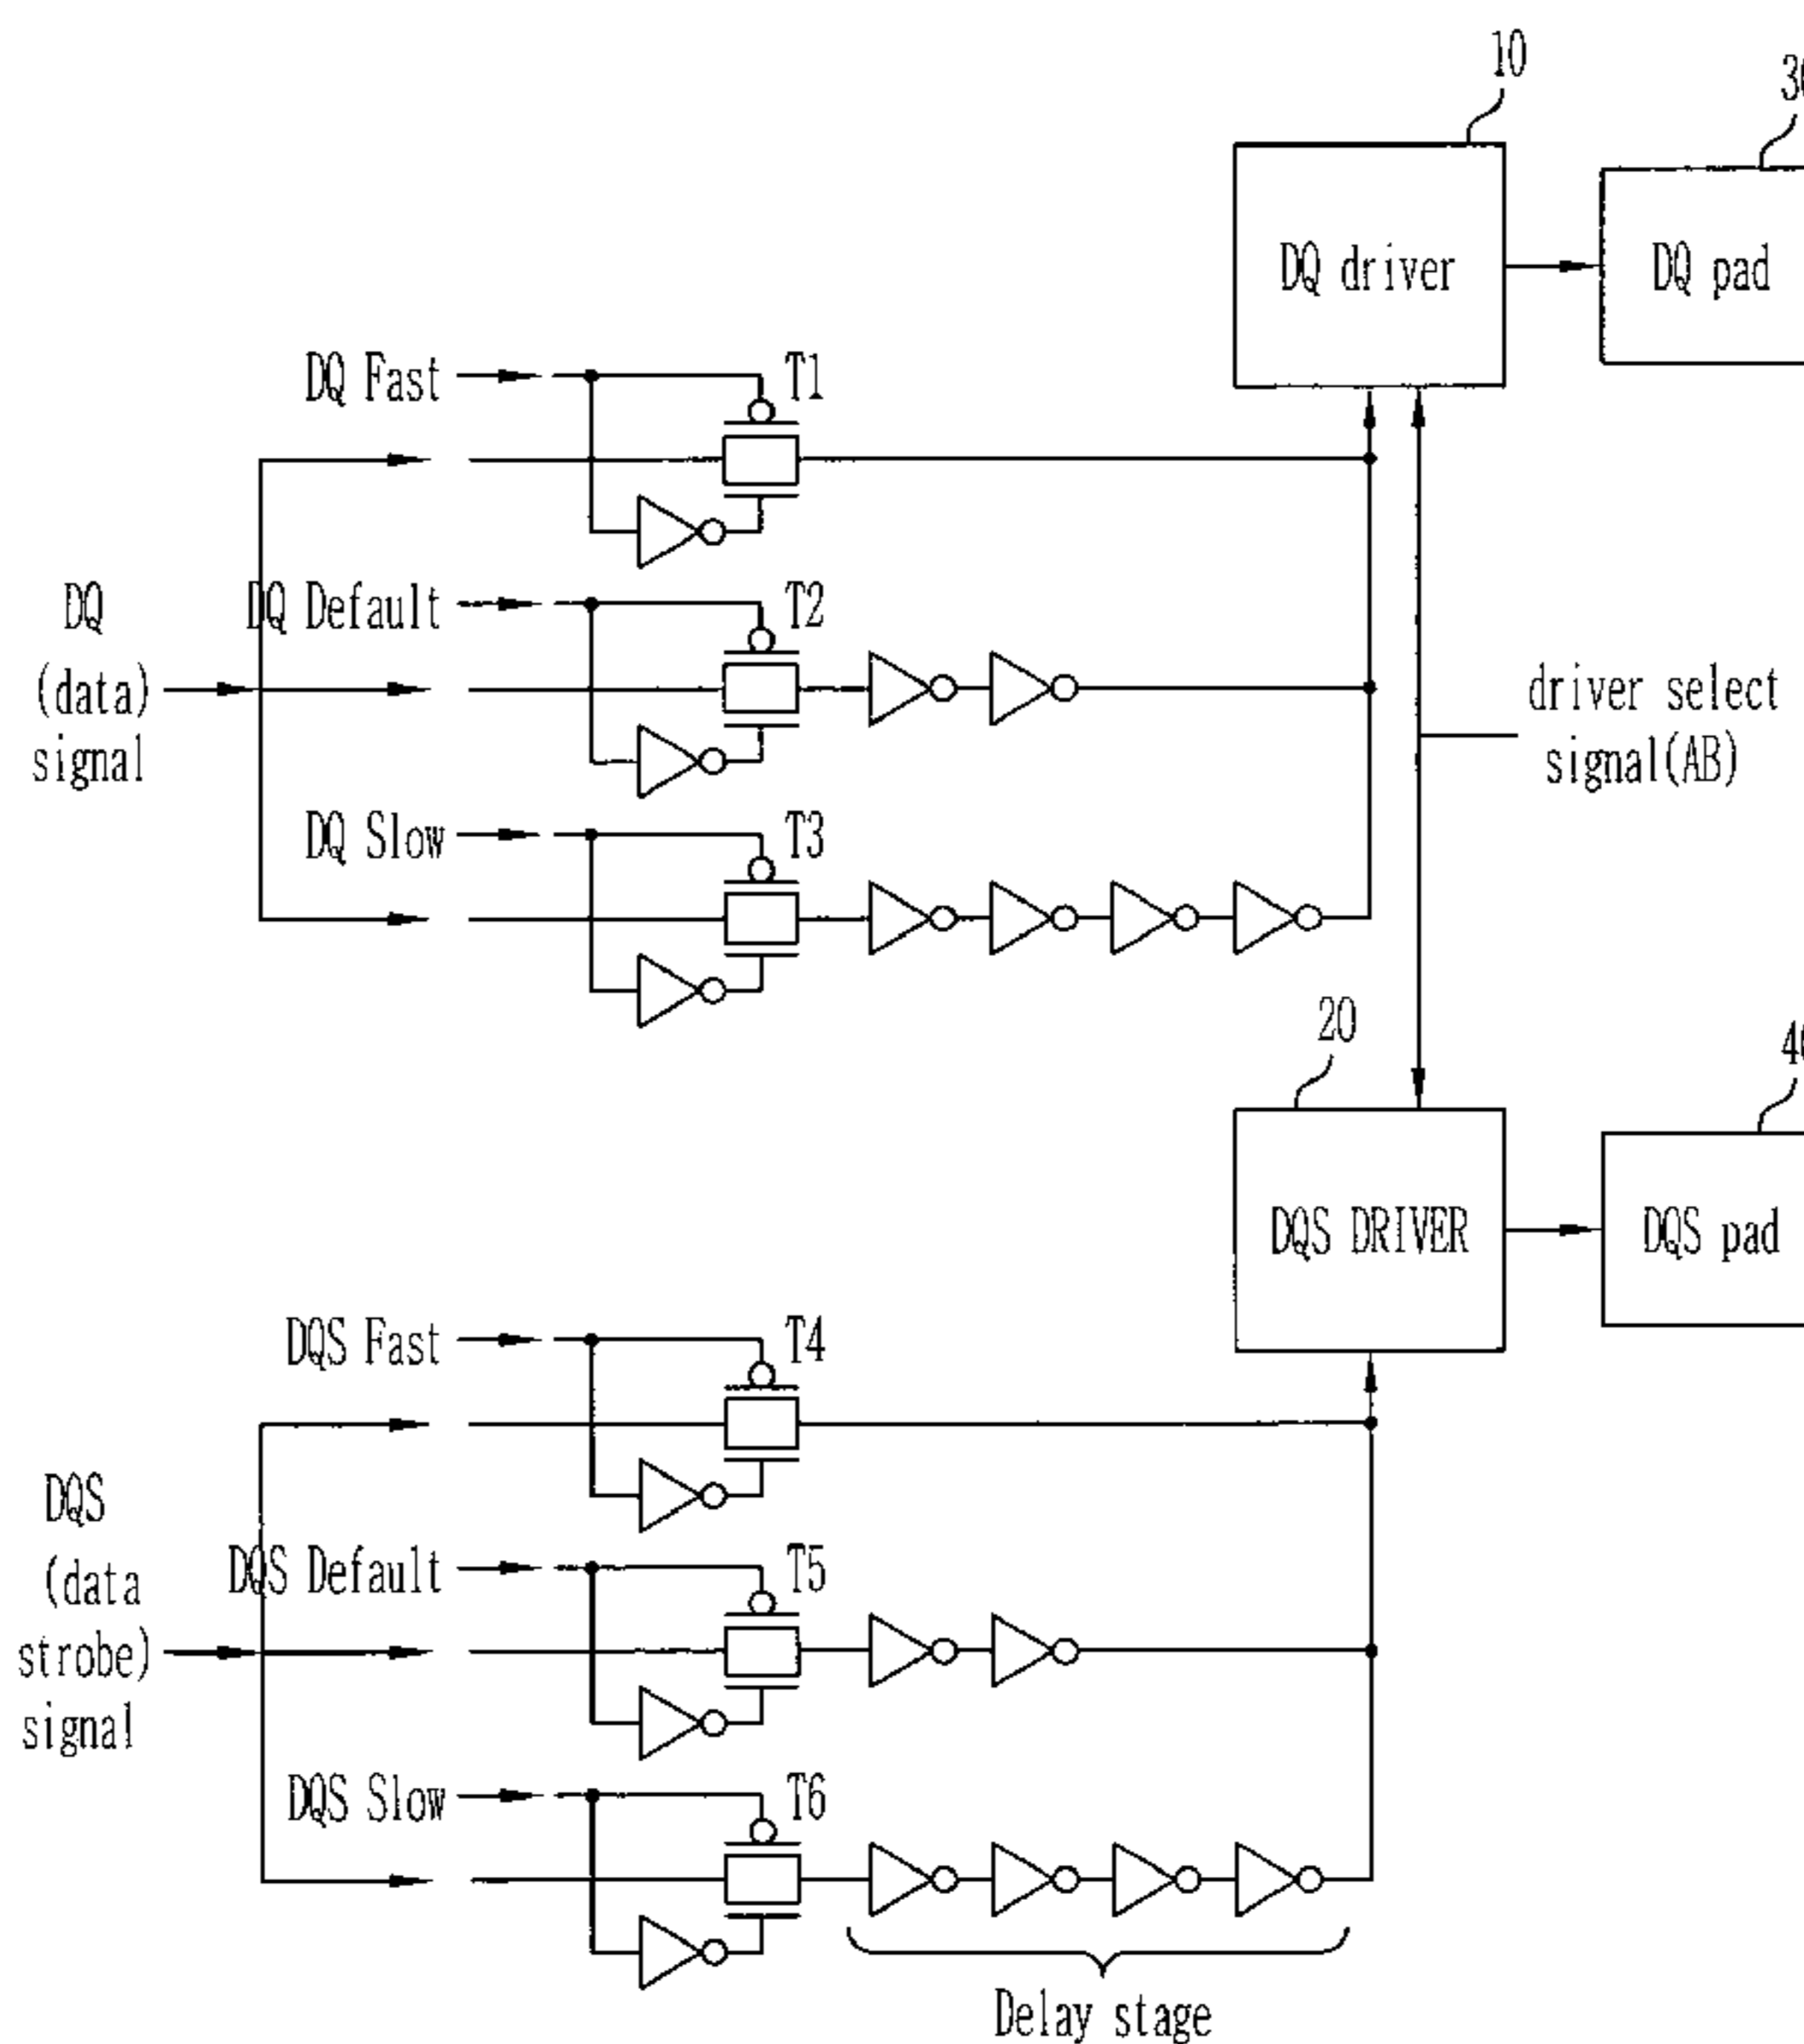 10
DQ driver
DQ pad
DQ Fast
T1
DQ
(data)
signal
DQ Default
T2
driver select
signal(AB)
DQ Slow
T3
20
DQS DRIVER
DQS pad
DQS Fast
T4
DQS
(data
strobe)
signal
DQS Default
T5
DQS Slow
T6
Delay stage